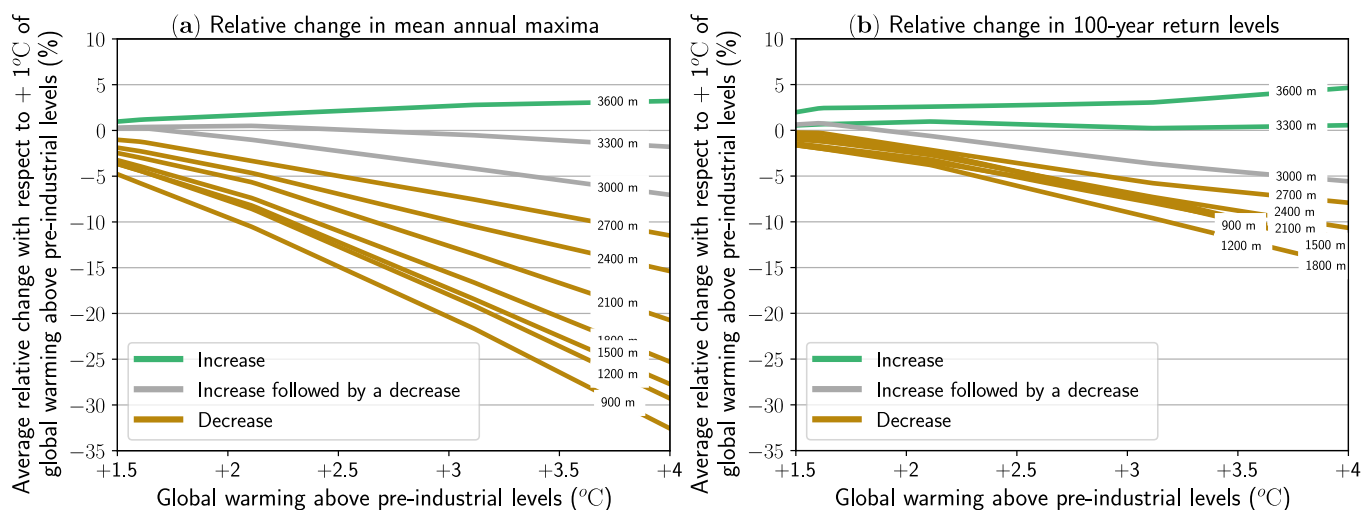 (a) Relative change in mean annual maxima
Average relative change with respect to + 1°C of
global warming above pre-industrial levels (%)
10
5
0
−5
−10
−15
−20
−25
−30
−35
3600 m
3300 m
3000 m
2700 m
2400 m
2100 m
1500 m
1200 m
900 m
Increase
Increase followed by a decrease
Decrease
+1.5
+2
+2.5
+3
+3.5
+4
Global warming above pre-industrial levels (°C)
(b) Relative change in 100-year return levels
Average relative change with respect to + 1°C of
global warming above pre-industrial levels (%)
10
5
0
−5
−10
−15
−20
−25
−30
−35
3600 m
3300 m
3000 m
2700 m
2400 m
900 m
2100 m
1200 m
1500 m
1800 m
Increase
Increase followed by a decrease
Decrease
+1.5
+2
+2.5
+3
+3.5
+4
Global warming above pre-industrial levels (°C)